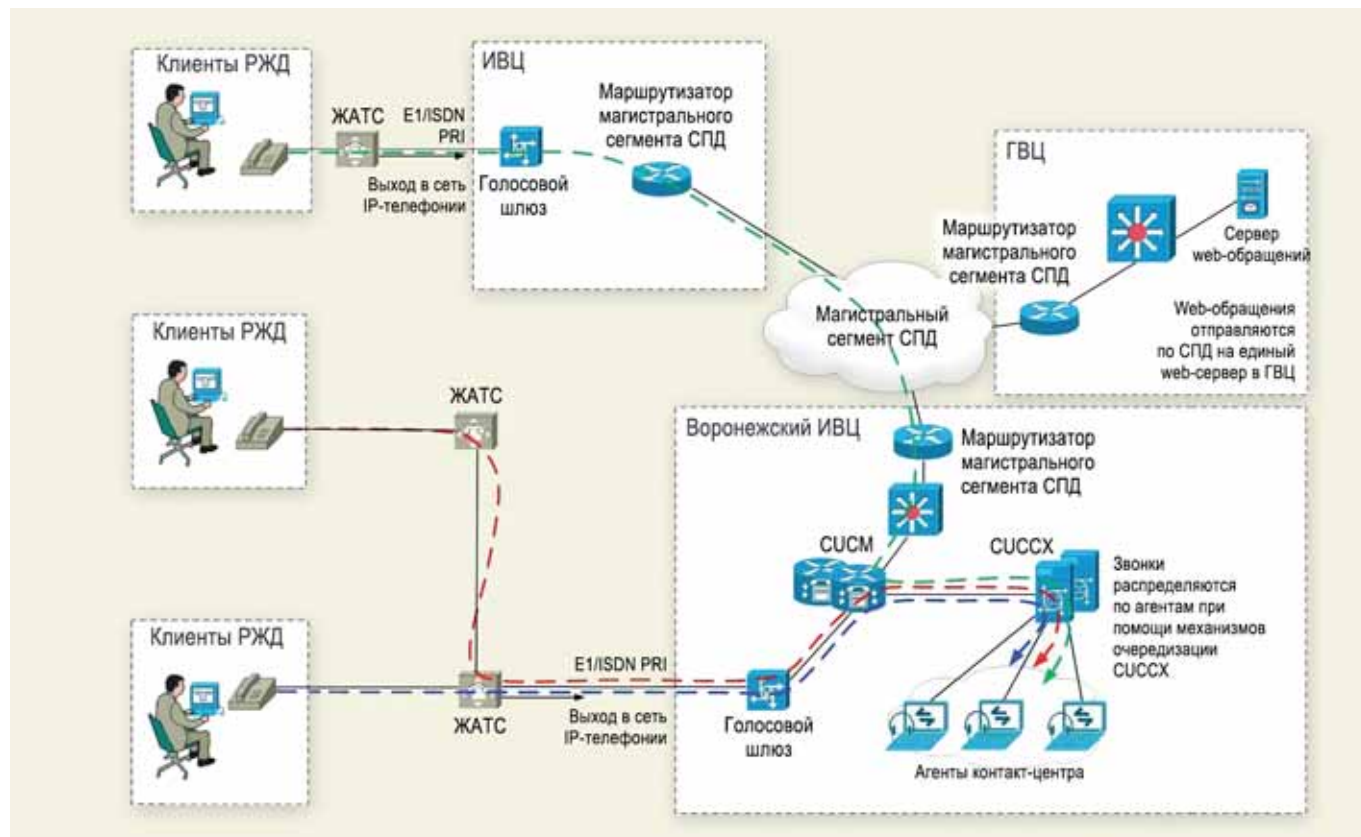 Клиенты РЖД
ЖАТС
E1/ISDN
PRI
Выход в сеть
IP-телефонии
ИВЦ
Маршрутизатор
магистрального
сегмента СПД
Голосовой
шлюз
ГВЦ
Маршрутизатор
магистрального
сегмента СПД
Сервер
web-обращений
Web-обращения
отправляются
по СПД на единый
web-сервер в ГВЦ
Магистральный
сегмент СПД
Клиенты РЖД
ЖАТС
Воронежский ИВЦ
Маршрутизатор
магистрального
сегмента СПД
CUCM
CUCCX
Звонки
распределяются
по агентам при
помощи механизмов
очередизации
CUCCX
Клиенты РЖД
E1/ISDN PRI
ЖАТС
Выход в сеть
IP-телефонии
Голосовой
шлюз
Агенты контакт-центра